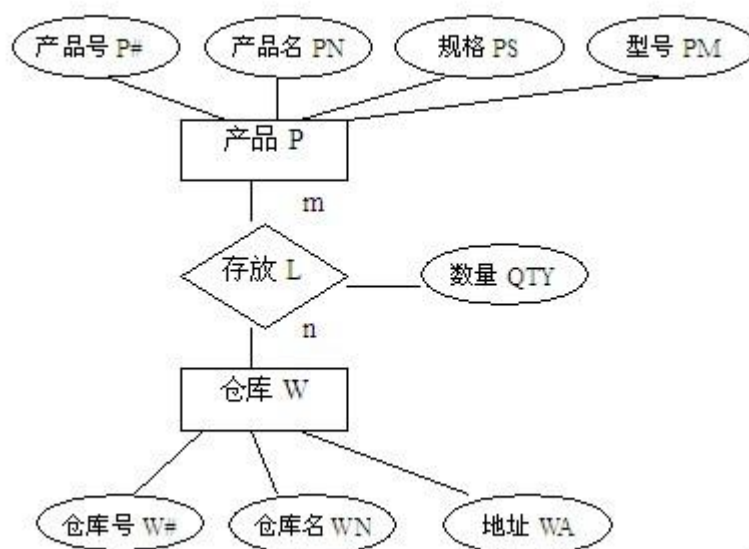 产品号 P#
产品名 PN
规格 PS
型号 PM
产品 P
m
存放 L
数量 QTY
n
仓库 W
仓库号 W#
仓库名 WN
地址 WA